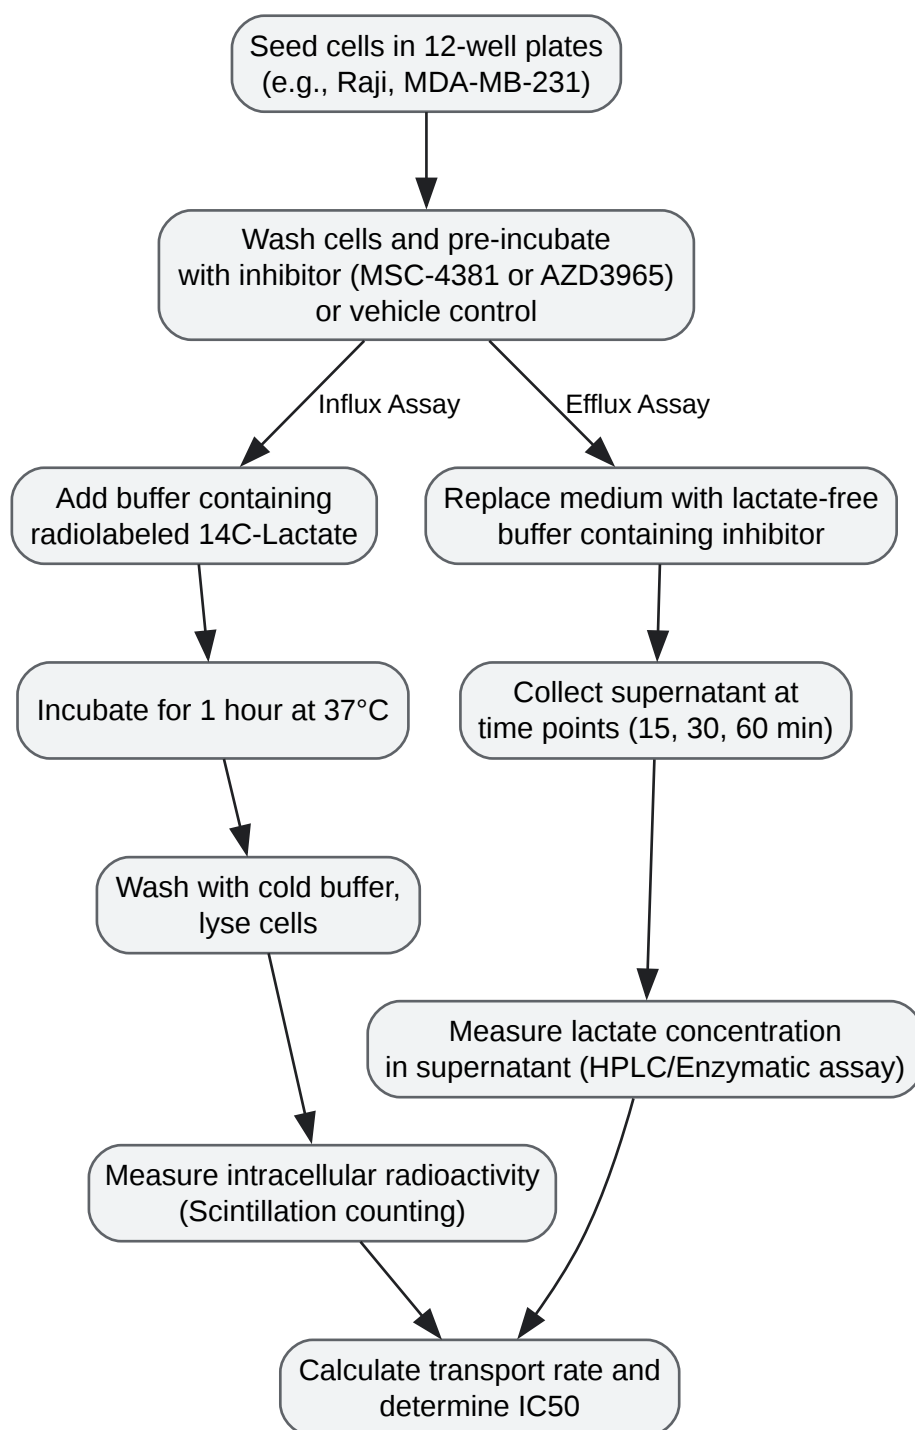 Seed cells in 12-well plates
(e.g., Raji, MDA-MB-231)
Wash cells and pre-incubate
with inhibitor (MSC-4381 or AZD3965)
or vehicle control
Influx Assay
Efflux Assay
Add buffer containing
radiolabeled 14C-Lactate
Replace medium with lactate-free
buffer containing inhibitor
Incubate for 1 hour at 37°C
Collect supernatant at
time points (15, 30, 60 min)
Wash with cold buffer,
lyse cells
Measure lactate concentration
in supernatant (HPLC/Enzymatic assay)
Measure intracellular radioactivity
(Scintillation counting)
Calculate transport rate and
determine IC50